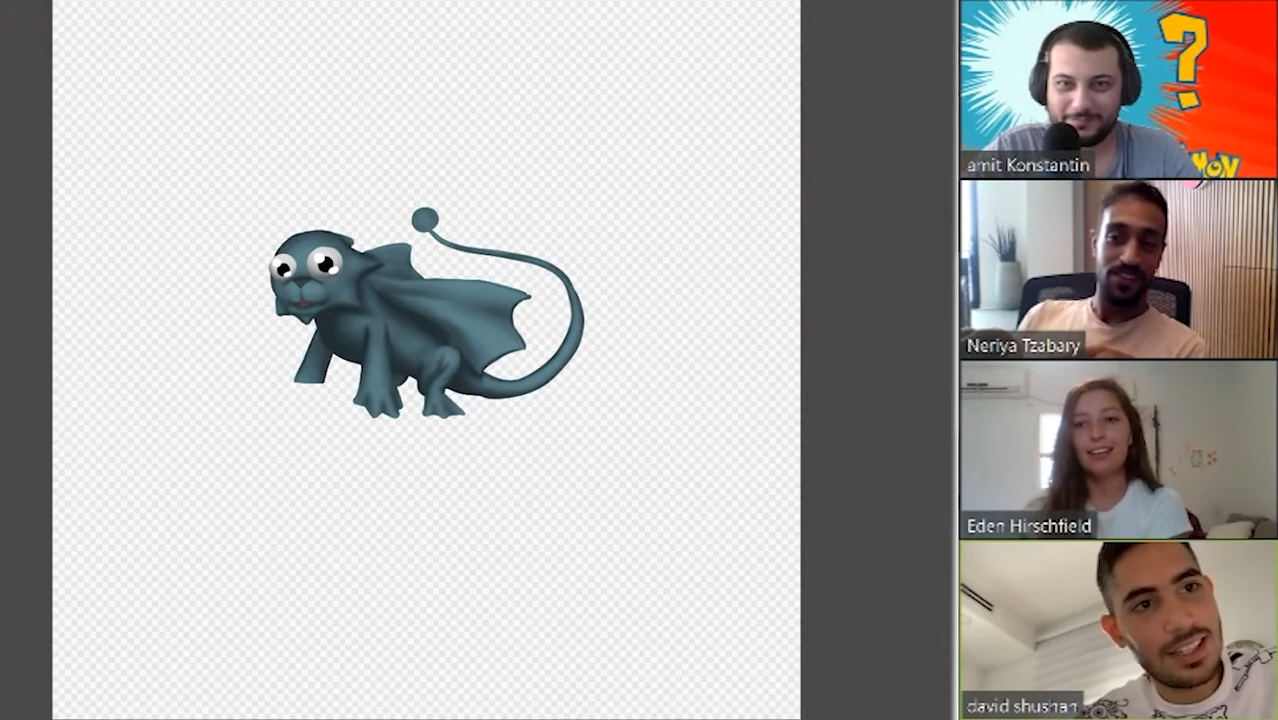 ?
amit Konstantin
Neriya Tzabary
Eden Hirschfield
david shushan